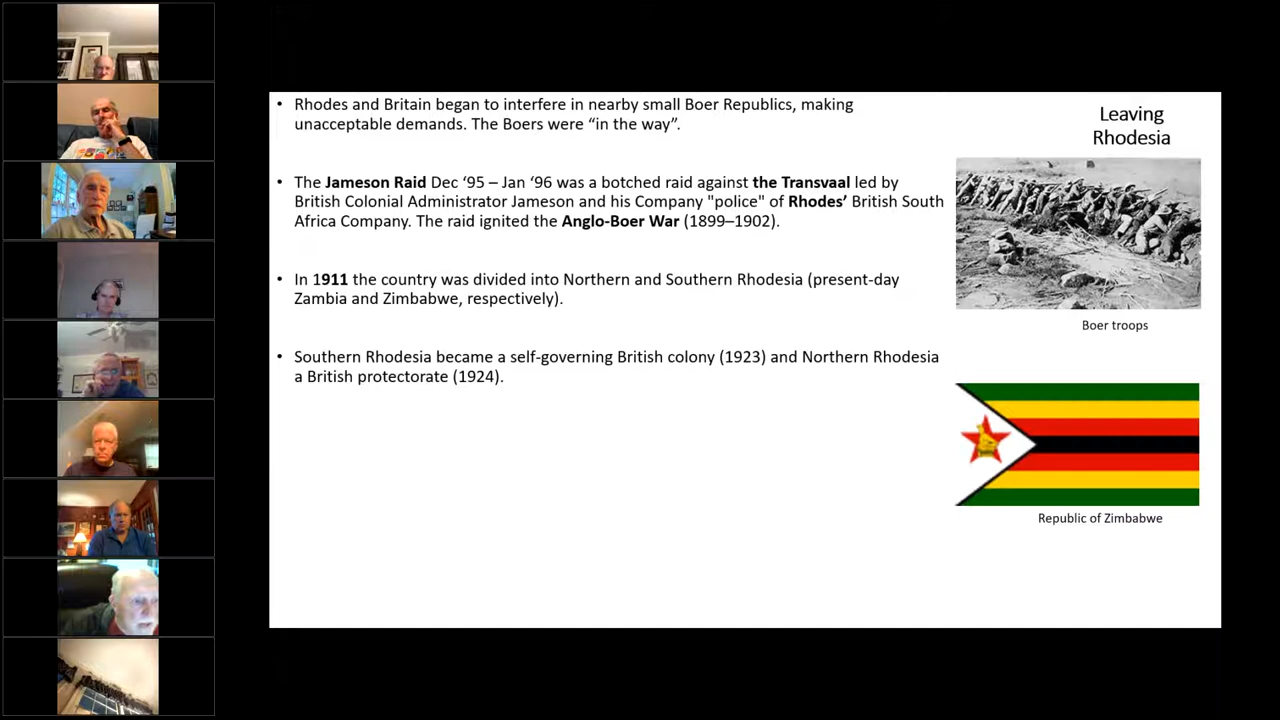 • Rhodes and Britain began to interfere in nearby small Boer Republics, making
unacceptable demands. The Boers were “in the way”.
• The Jameson Raid Dec ‘95 – Jan ‘96 was a botched raid against the Transvaal led by
British Colonial Administrator Jameson and his Company "police" of Rhodes’ British South
Africa Company. The raid ignited the Anglo-Boer War (1899–1902).
• In 1911 the country was divided into Northern and Southern Rhodesia (present-day
Zambia and Zimbabwe, respectively).
• Southern Rhodesia became a self-governing British colony (1923) and Northern Rhodesia
a British protectorate (1924).
Leaving
Rhodesia
Boer troops
Republic of Zimbabwe